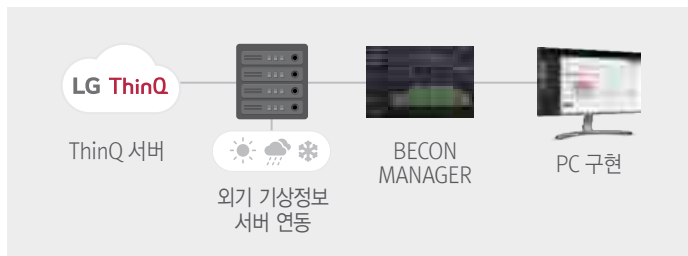 LG ThinQ
ThinQ 서버
외기 기상정보
서버 연동
BECON
MANAGER
PC 구현